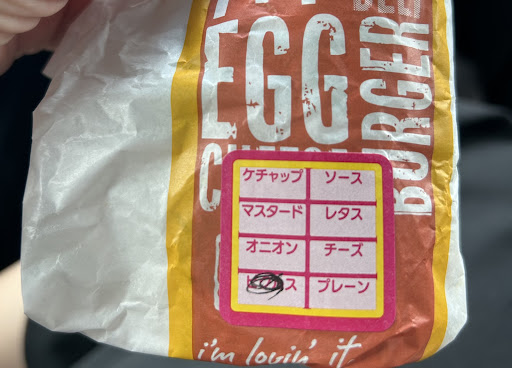 EGG
BURGER
ケチャップ ソース
マスタード レタス
オニオン チーズ
プレーン
i'm lovin' it